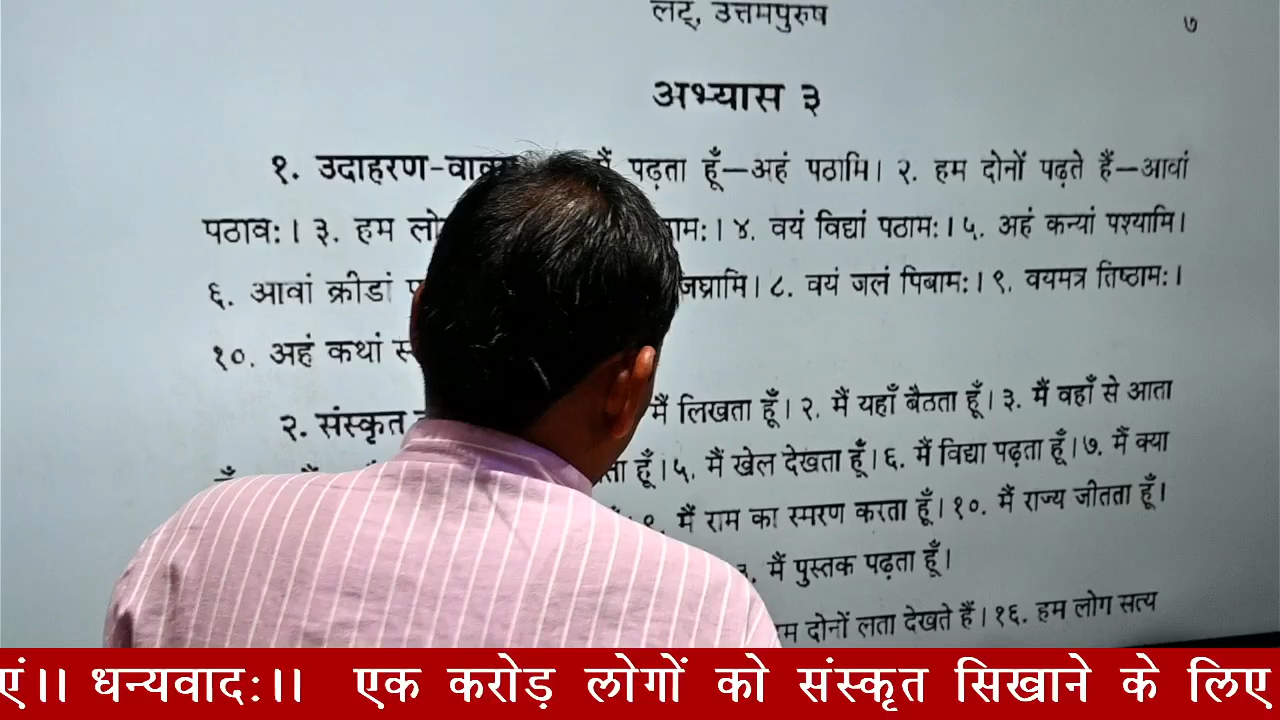 लट्, उत्तमपुरुष ७
अभ्यास ३
१. उदाहरण-वाक्य पढ़ता हूँ—अहं पठामि। २. हम दोनों पढ़ते हैं—आवां
पठावः। ३. हम ४. वयं विद्यां पठामः। ५. अहं कन्यां पश्यामि।
६. आवां क्रीडां जिघ्रामि। ८. वयं जलं पिबामः। ९. वयमत्र तिष्ठामः।
१०. अहं कथां
२. संस्कृत मैं लिखता हूँ। २. मैं यहाँ बैठता हूँ। ३. मैं वहाँ से आता
हूँ। ५. मैं खेल देखता हूँ। ६. मैं विद्या पढ़ता हूँ। ७. मैं क्या
मैं राम का स्मरण करता हूँ। १०. मैं राज्य जीतता हूँ।
मैं पुस्तक पढ़ता हूँ।
दोनों लता देखते हैं। १६. हम लोग सत्य
एं।। धन्यवादः।। एक करोड़ लोगों को संस्कृत सिखाने के लिए